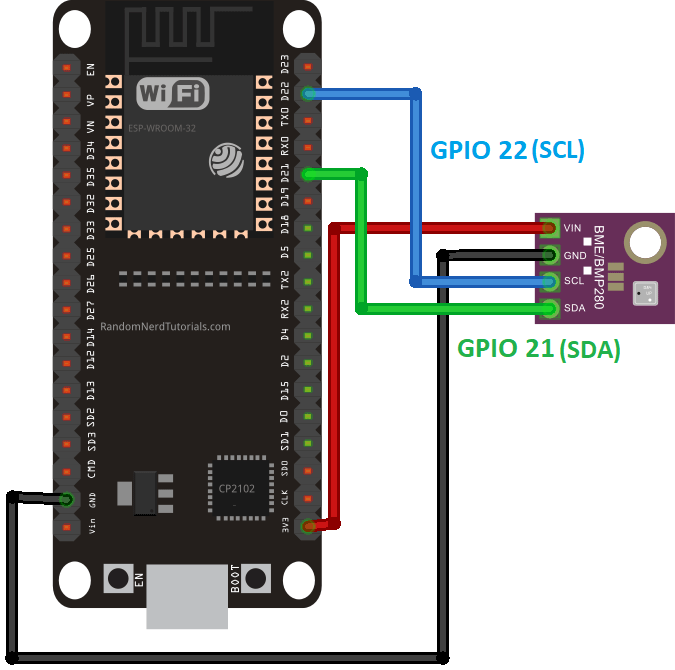 EN
VP
VN
D34
D35
D32
D33
D25
D26
D27
D14
D12
D13
SD2
SD3
CMD
GND
Vin
WiFi
ESP-WROOM-32
RandomNerdTutorials.com
CP2102
EN
BOOT
D23
D22
TX0
RX0
D21
D19
D18
D5
TX2
RX2
D4
D2
D15
D0
SD1
SD0
CLK
3V3
GPIO 22 (SCL)
GPIO 21 (SDA)
VIN
GND
SCL
SDA
BME/BMP280